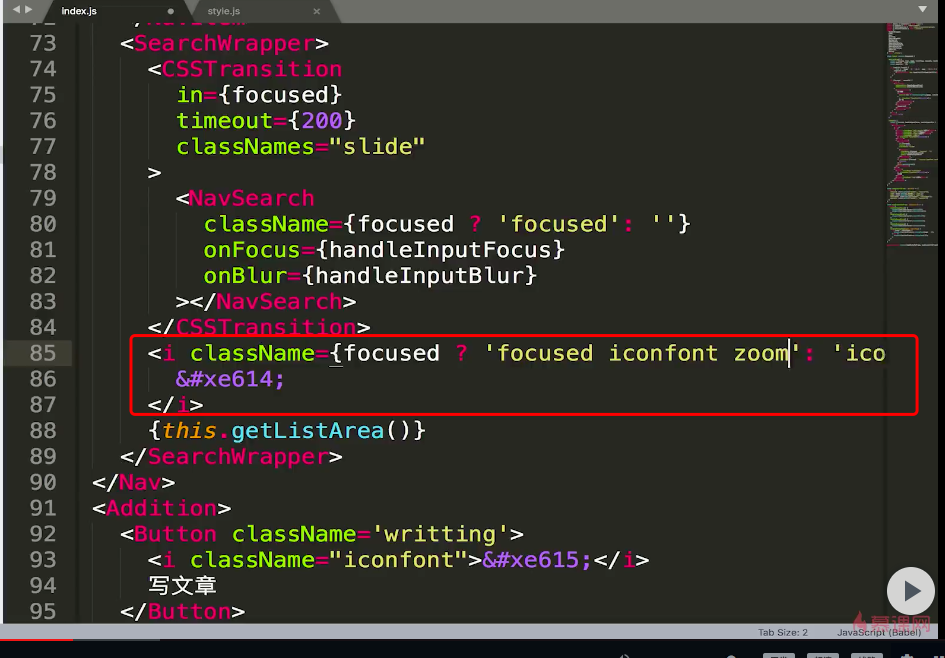 index.js
style.js
73 <SearchWrapper>
74 <CSSTransition
75 in={focused}
76 timeout={200}
77 classNames="slide"
78 >
79 <NavSearch
80 className={focused ? 'focused': ''}
81 onFocus={handleInputFocus}
82 onBlur={handleInputBlur}
83 ></NavSearch>
84 </CSSTransition>
85 <i className={focused ? 'focused iconfont zoom': 'ico
86 &#xe614;
87 </i>
88 {this.getListArea()}
89 </SearchWrapper>
90 </Nav>
91 <Addition>
92 <Button className='writting'>
93 <i className="iconfont">&#xe615;</i>
94 写文章
95 </Button>
慕课网
Tab Size: 2
JavaScript (Babel)